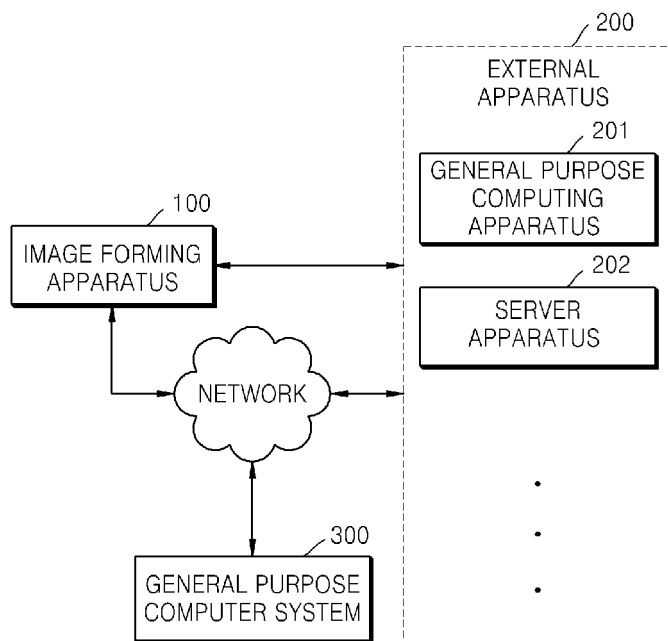 200
EXTERNAL
APPARATUS
201
GENERAL PURPOSE
COMPUTING
APPARATUS
100
IMAGE FORMING
APPARATUS
202
SERVER
APPARATUS
NETWORK
300
GENERAL PURPOSE
COMPUTER SYSTEM